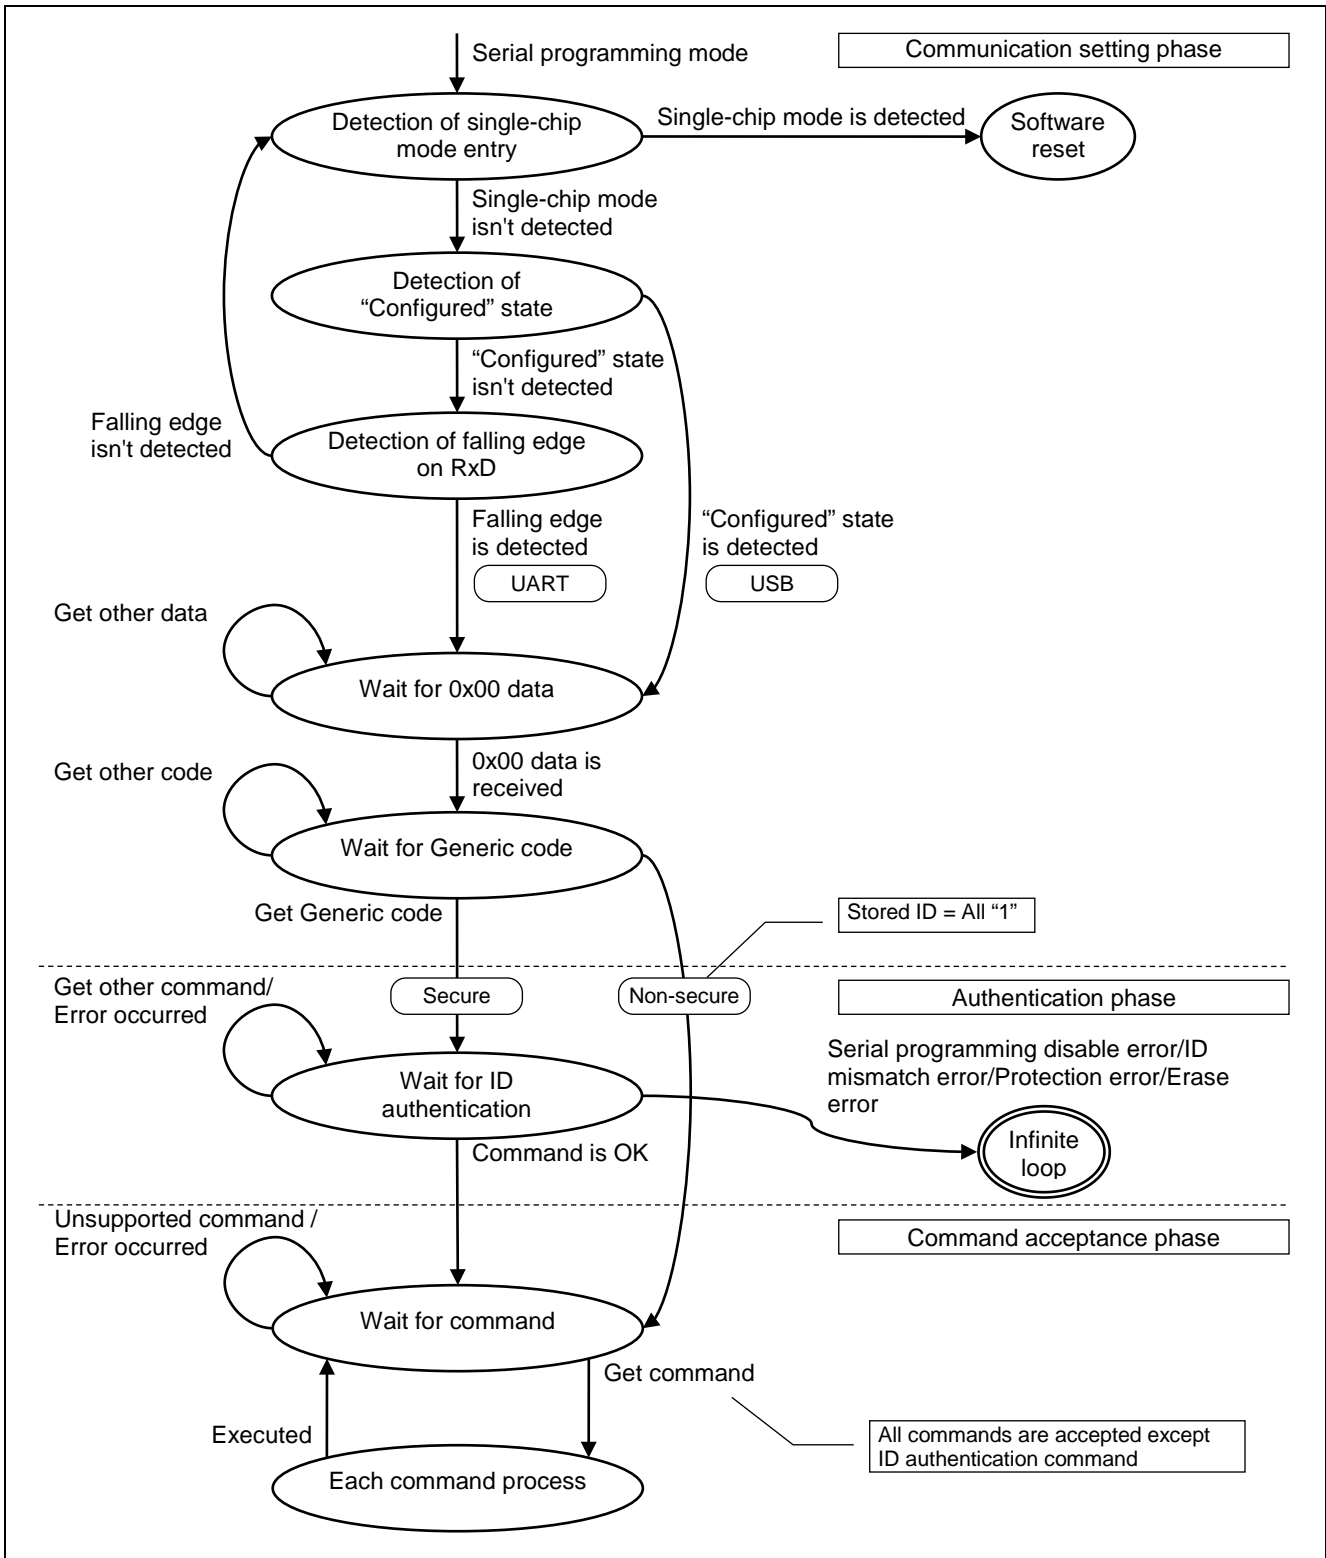 Serial programming mode
Communication setting phase
Detection of single-chip
mode entry
Single-chip mode is detected
Software
reset
Single-chip mode
isn't detected
Detection of
“Configured” state
“Configured” state
isn't detected
Falling edge
isn't detected
Detection of falling edge
on RxD
Falling edge
is detected
UART
“Configured” state
is detected
USB
Get other data
Wait for 0x00 data
0x00 data is
received
Get other code
Wait for Generic code
Get Generic code
Stored ID = All “1”
Get other command/
Error occurred
Secure
Non-secure
Authentication phase
Serial programming disable error/ID
mismatch error/Protection error/Erase
error
Wait for ID
authentication
Infinite
loop
Command is OK
Unsupported command /
Error occurred
Command acceptance phase
Wait for command
Get command
Executed
All commands are accepted except
ID authentication command
Each command process